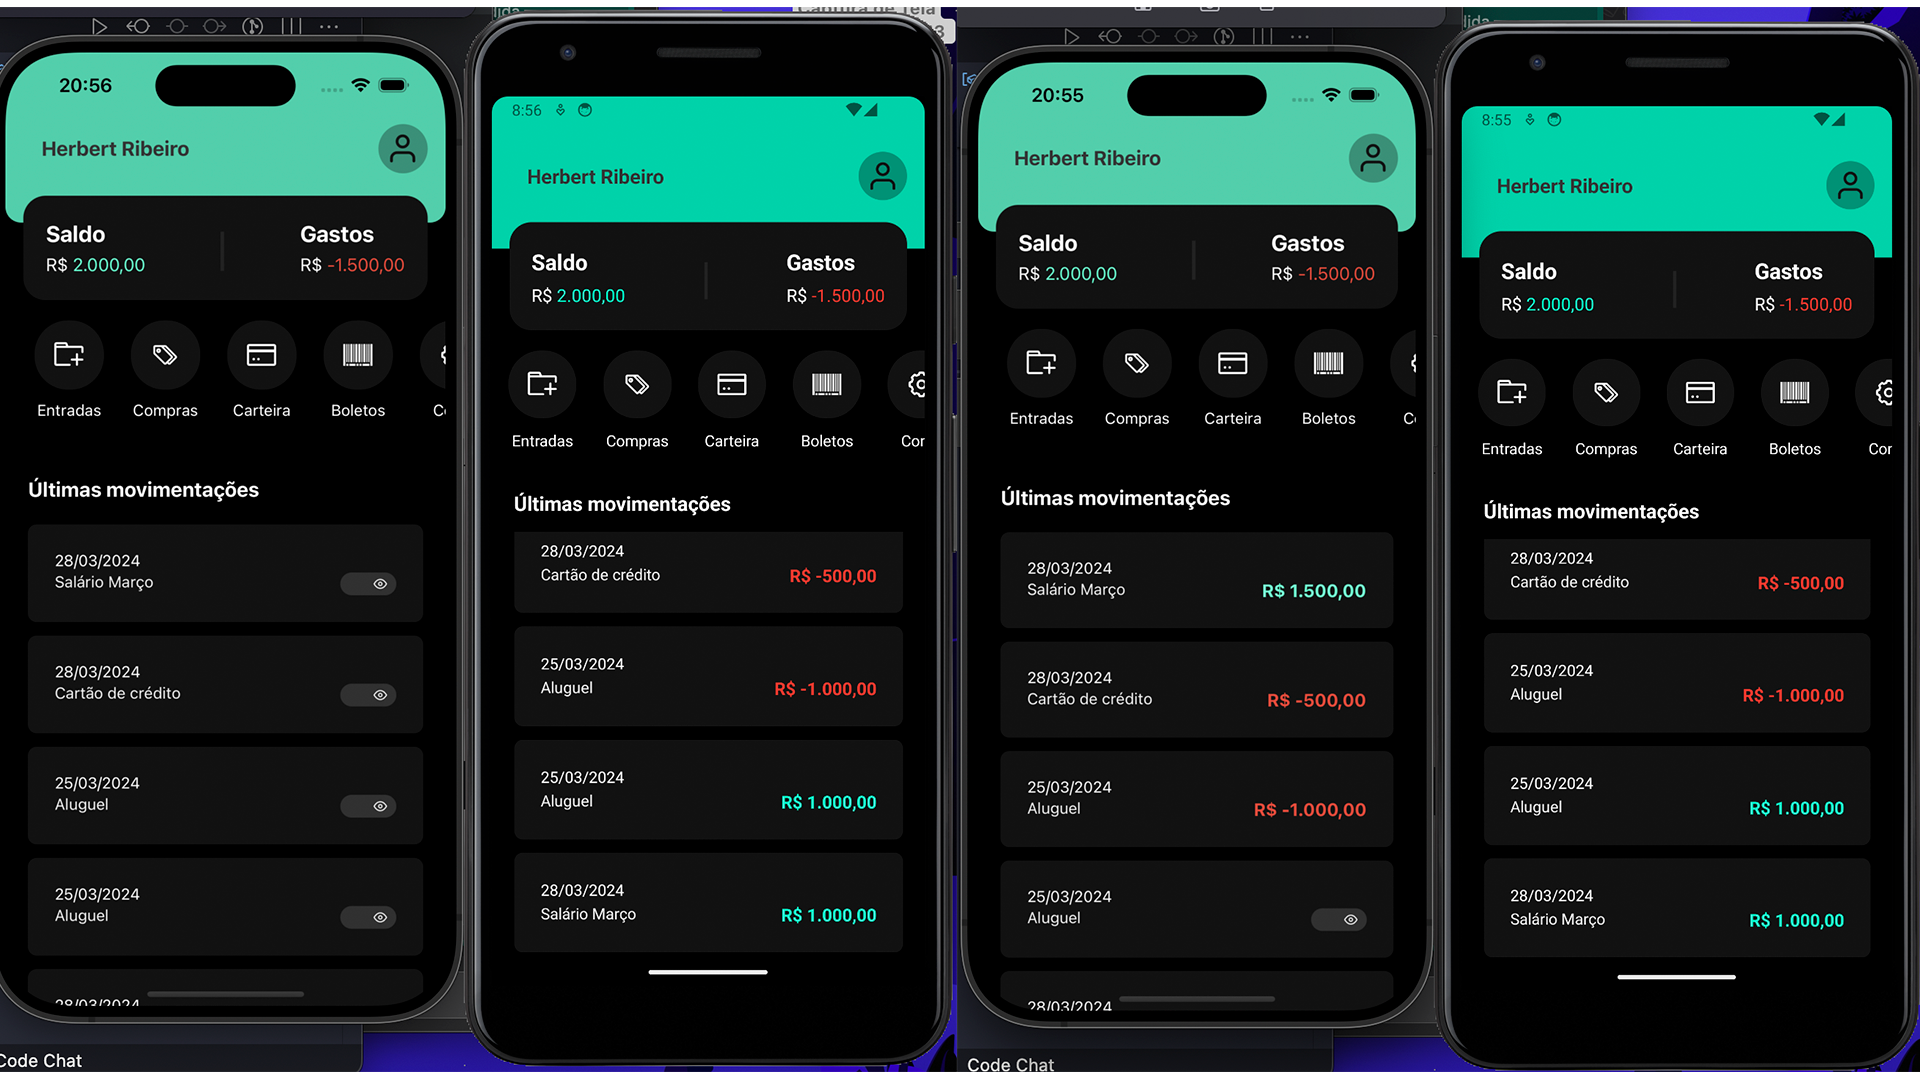 Captura de Tela
lida
3
20:56
Herbert Ribeiro
Saldo
Gastos
R$ 2.000,00
R$ -1.500,00
Entradas
Compras
Carteira
Boletos
Últimas movimentações
28/03/2024
Salário Março
28/03/2024
Cartão de crédito
25/03/2024
Aluguel
25/03/2024
Aluguel
28/03/2024
Code Chat
8:56
Herbert Ribeiro
Saldo
Gastos
R$ 2.000,00
R$ -1.500,00
Entradas
Compras
Carteira
Boletos
Con
Últimas movimentações
28/03/2024
Cartão de crédito
R$ -500,00
25/03/2024
Aluguel
R$ -1.000,00
25/03/2024
Aluguel
R$ 1.000,00
28/03/2024
Salário Março
R$ 1.000,00
20:55
Herbert Ribeiro
Saldo
Gastos
R$ 2.000,00
R$ -1.500,00
Entradas
Compras
Carteira
Boletos
Últimas movimentações
28/03/2024
Salário Março
R$ 1.500,00
28/03/2024
Cartão de crédito
R$ -500,00
25/03/2024
Aluguel
R$ -1.000,00
25/03/2024
Aluguel
28/03/2024
Code Chat
lida
8:55
Herbert Ribeiro
Saldo
Gastos
R$ 2.000,00
R$ -1.500,00
Entradas
Compras
Carteira
Boletos
Con
Últimas movimentações
28/03/2024
Cartão de crédito
R$ -500,00
25/03/2024
Aluguel
R$ -1.000,00
25/03/2024
Aluguel
R$ 1.000,00
28/03/2024
Salário Março
R$ 1.000,00